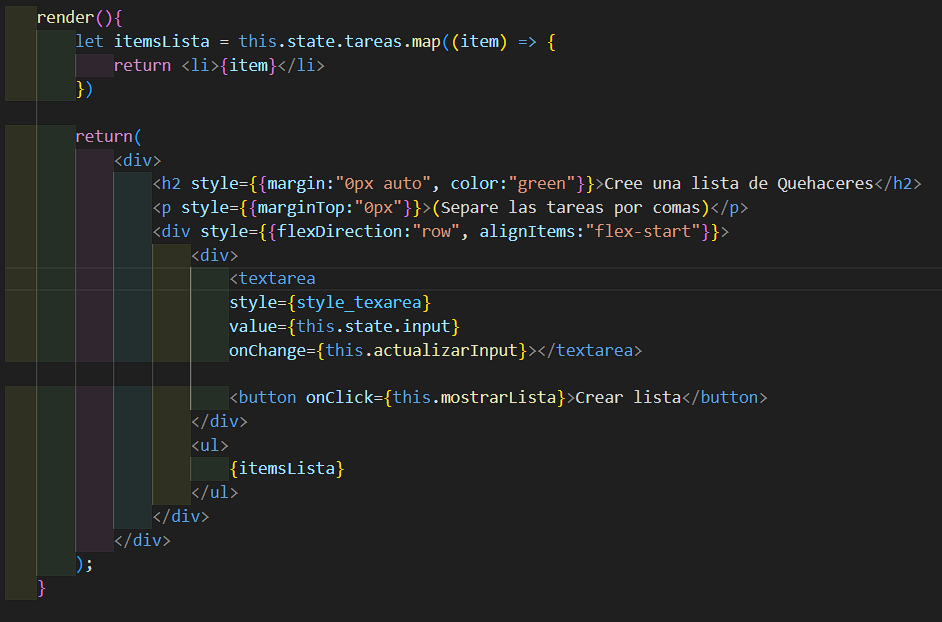 render(){
let itemsLista = this.state.tareas.map((item) => {
return <li>{item}</li>
})
return(
<div>
<h2 style={{margin:"0px auto", color:"green"}}>Cree una lista de Quehaceres</h2>
<p style={{marginTop:"0px"}}>(Separe las tareas por comas)</p>
<div style={{flexDirection:"row", alignItems:"flex-start"}}>
<div>
<textarea
style={style_texarea}
value={this.state.input}
onChange={this.actualizarInput}></textarea>
<button onClick={this.mostrarLista}>Crear lista</button>
</div>
<ul>
{itemsLista}
</ul>
</div>
</div>
);
}